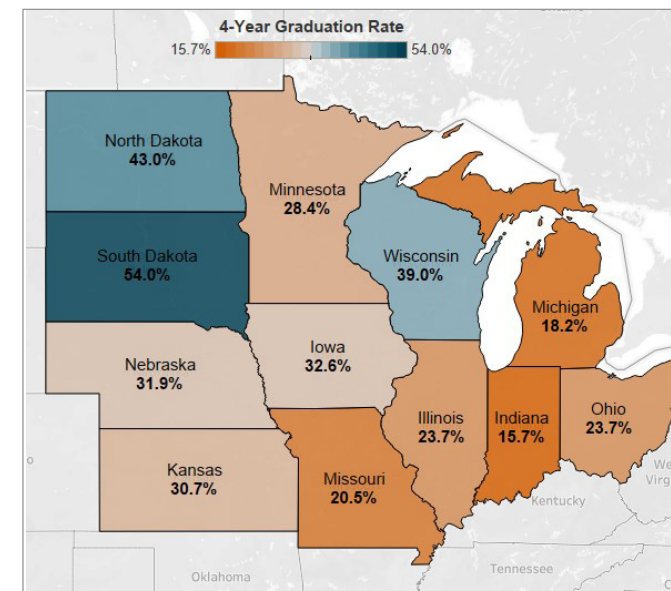 4-Year Graduation Rate
15.7% 54.0%
North Dakota
43.0%
Minnesota
28.4%
South Dakota
54.0%
Wisconsin
39.0%
Michigan
18.2%
Nebraska
31.9%
Iowa
32.6%
Illinois
23.7%
Indiana
15.7%
Ohio
23.7%
Kansas
30.7%
Missouri
20.5%
We
Virg
Kentucky
Oklahoma
Tennessee